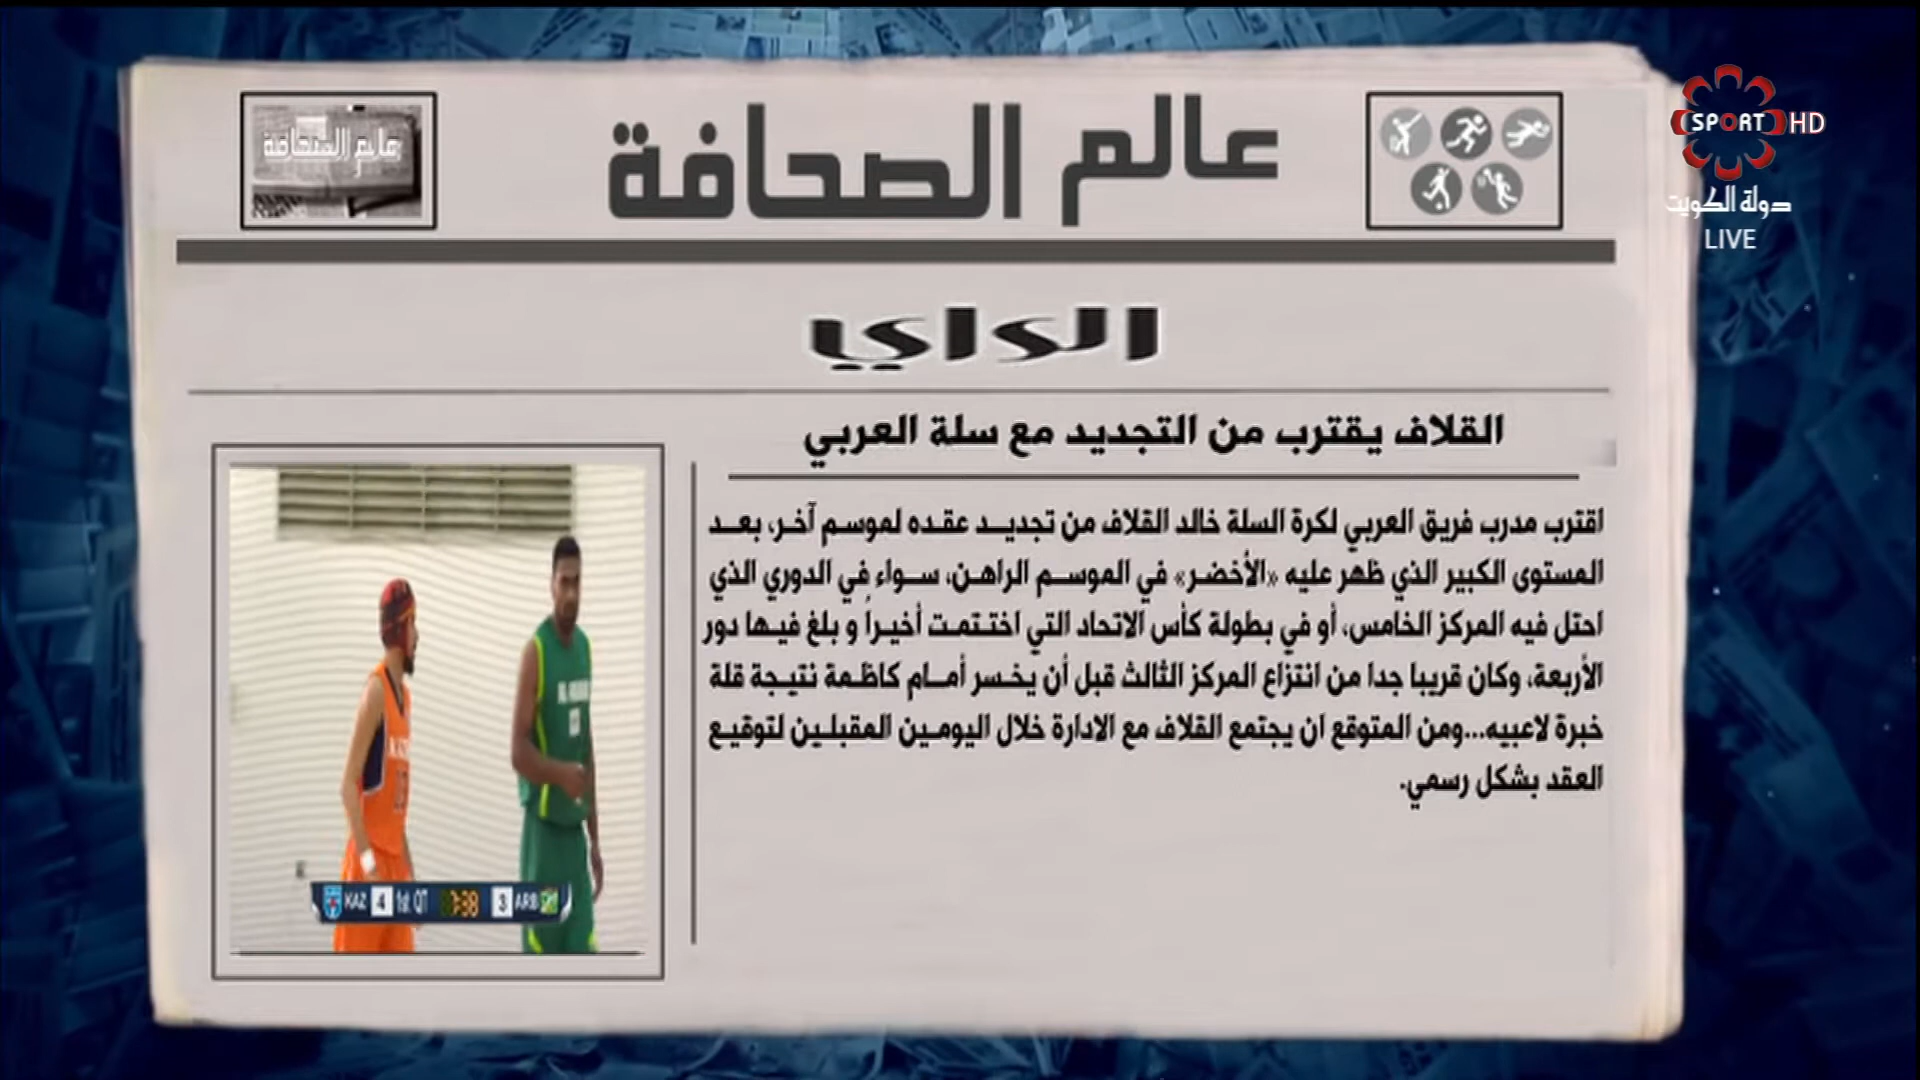 عالم الصحافة
عالم الصحافة
SPORT HD
دولة الكويت
LIVE
الراي
القلاف يقترب من التجديد مع سلة العربي
اقترب مدرب فريق العربي لكرة السلة خالد القلاف من تجديد عقده لموسم آخر، بعد
المستوى الكبير الذي ظهر عليه «الأخضر» في الموسم الراهن، سواء في الدوري الذي
احتل فيه المركز الخامس، أو في بطولة كأس الاتحاد التي اختتمت أخيراً و بلغ فيها دور
الأربعة، وكان قريبا جدا من انتزاع المركز الثالث قبل أن يخسر أمام كاظمة نتيجة قلة
خبرة لاعبيه...ومن المتوقع ان يجتمع القلاف مع الادارة خلال اليومين المقبلين لتوقيع
العقد بشكل رسمي.
KAZ 4 1st QT 3 ARB